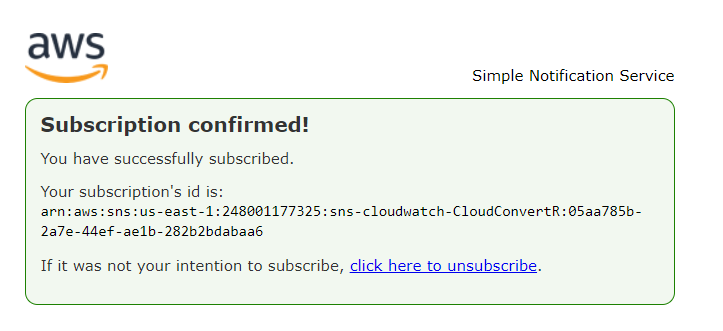 aws
Simple Notification Service
Subscription confirmed!
You have successfully subscribed.
Your subscription's id is:
arn:aws:sns:us-east-1:248001177325:sns-cloudwatch-CloudConvertR:05aa785b-
2a7e-44ef-ae1b-282b2bdabaa6
If it was not your intention to subscribe, click here to unsubscribe.